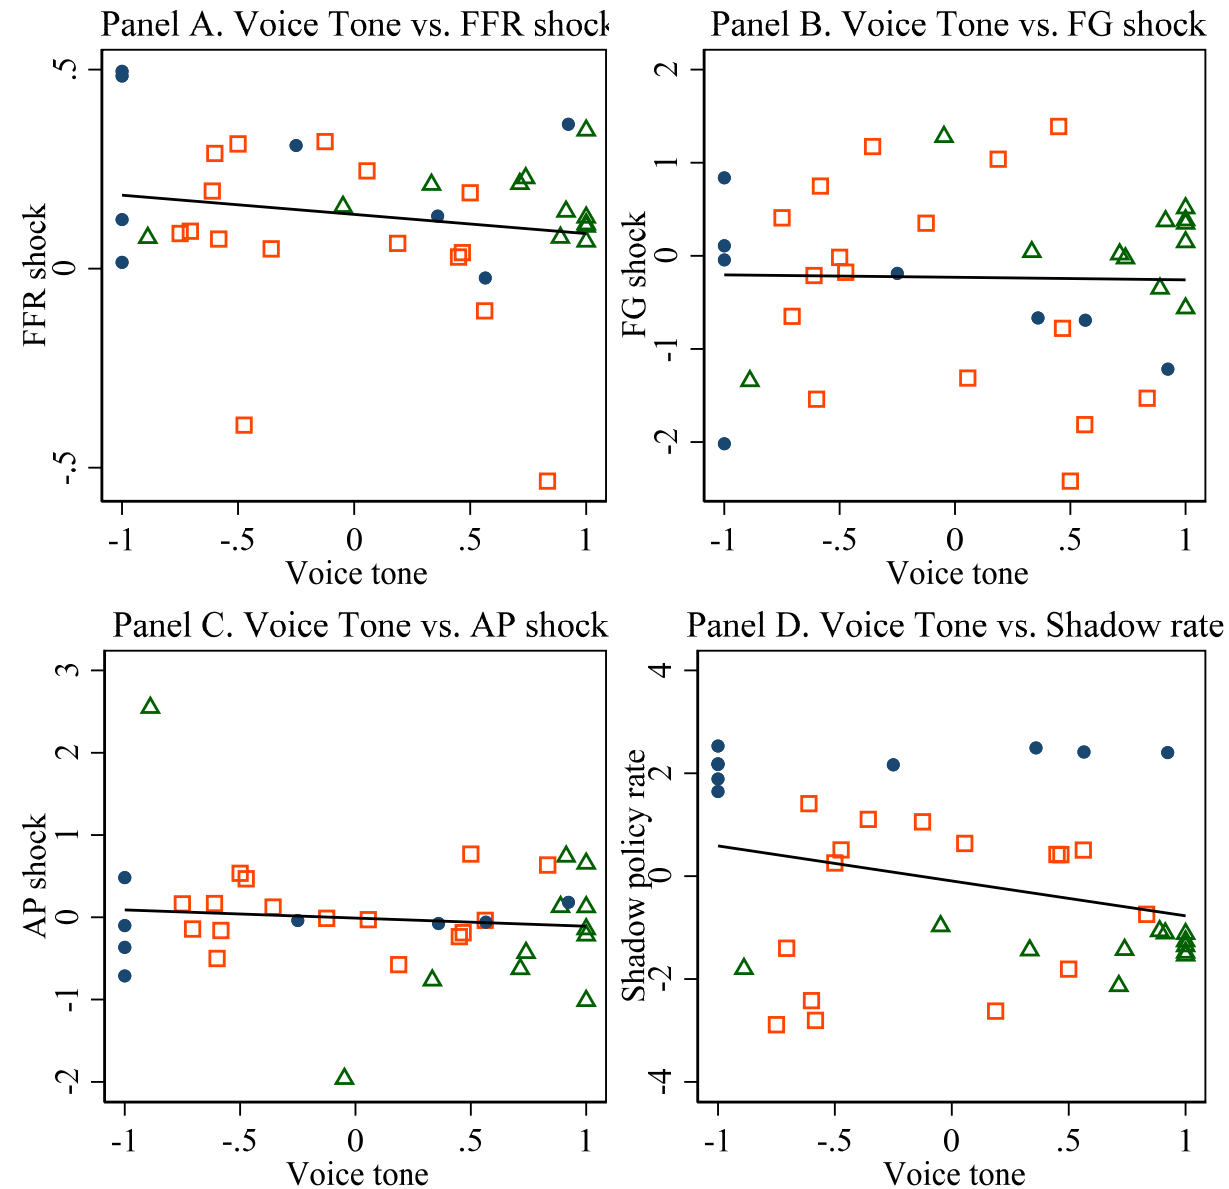 Panel A. Voice Tone vs. FFR shock
.5
0
-.5
FFR shock
-1 -.5 0 .5 1
Voice tone
Panel B. Voice Tone vs. FG shock
2
1
0
-1
-2
FG shock
-1 -.5 0 .5 1
Voice tone
Panel C. Voice Tone vs. AP shock
3
2
1
0
-1
-2
AP shock
-1 -.5 0 .5 1
Voice tone
Panel D. Voice Tone vs. Shadow rate
4
2
0
-2
-4
Shadow policy rate
-1 -.5 0 .5 1
Voice tone